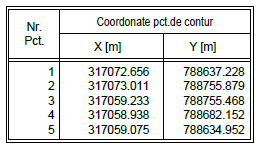 Nr.
Pct.
Coordonate pct.de contur
X [m] Y [m]
1 317072.656 788637.228
2 317073.011 788755.879
3 317059.233 788755.468
4 317058.938 788682.152
5 317059.075 788634.952